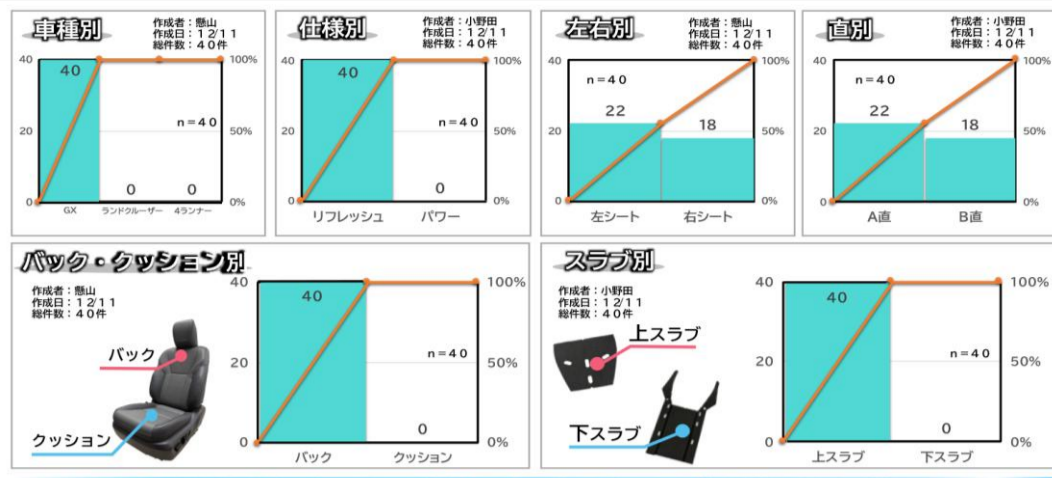 車種別
作成者：懸山
作成日：12/11
総件数：40件
40
40
100%
n=40
20
50%
0
0
0
0%
GX
ランドクルーザー
4ランナー
仕様別
作成者：小野田
作成日：12/11
総件数：40件
40
40
100%
n=40
20
50%
0
0
0%
リフレッシュ
パワー
左右別
作成者：懸山
作成日：12/11
総件数：40件
40
100%
n=40
22
18
20
50%
0
0%
左シート
右シート
直別
作成者：小野田
作成日：12/11
総件数：40件
40
100%
n=40
22
18
20
50%
0
0%
A直
B直
バック・クッション別
作成者：懸山
作成日：12/11
総件数：40件
バック
クッション
40
40
100%
n=40
20
50%
0
0
0%
バック
クッション
スラブ別
作成者：小野田
作成日：12/11
総件数：40件
上スラブ
下スラブ
40
40
100%
n=40
20
50%
0
0
0%
上スラブ
下スラブ